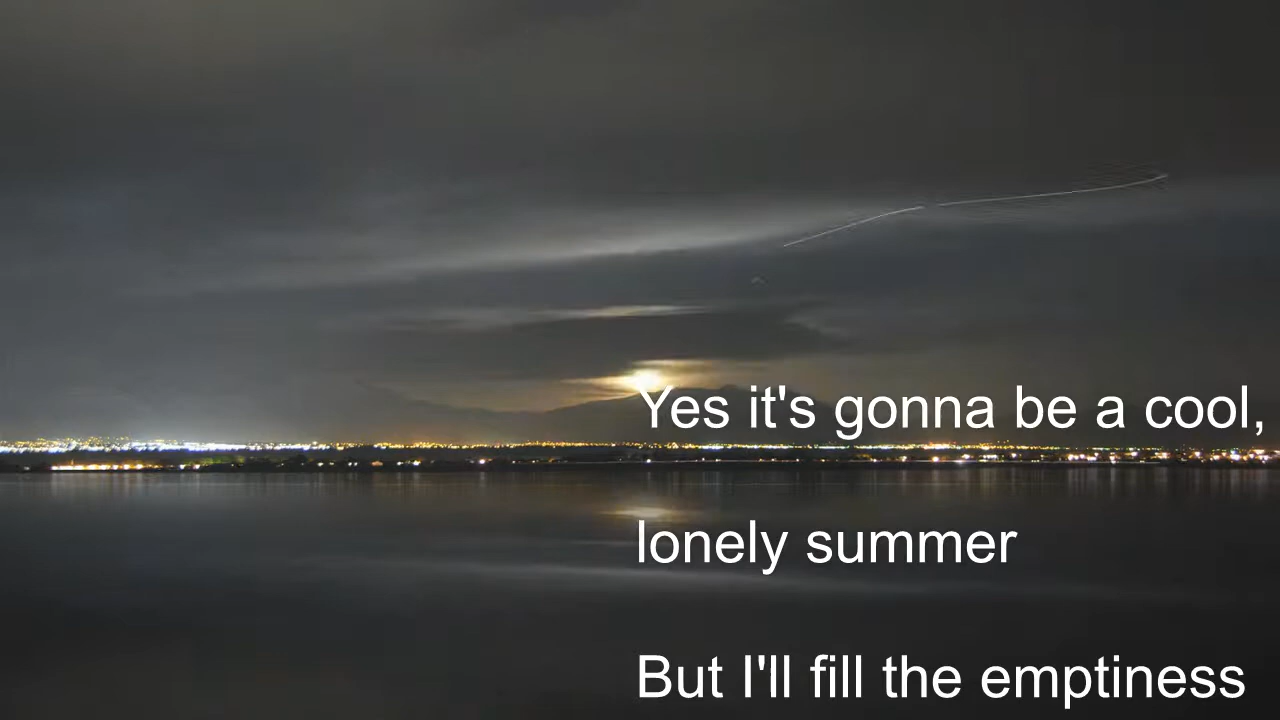 Yes it's gonna be a cool,
lonely summer
But I'll fill the emptiness